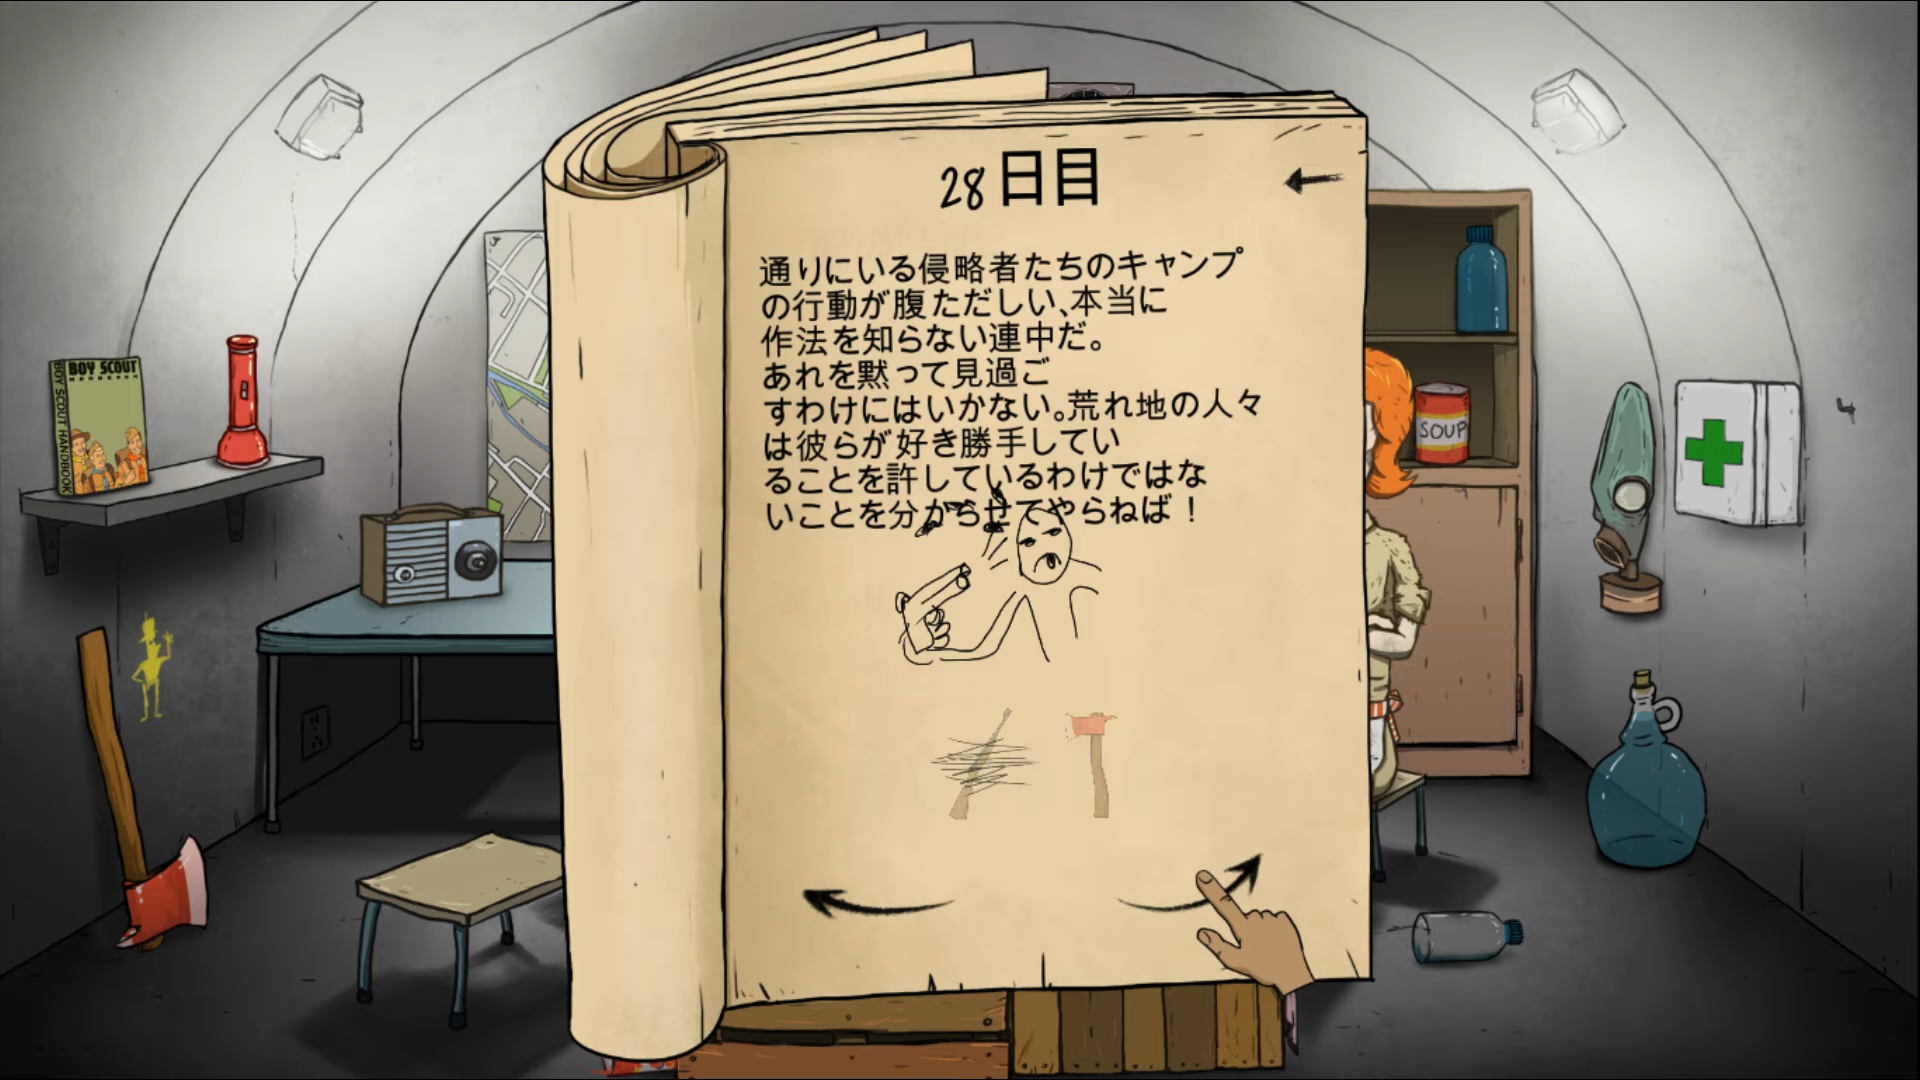 28日目
通りにいる侵略者たちのキャンプ
の行動が腹ただしい、本当に
作法を知らない連中だ。
あれを黙って見過ご
すわけにはいかない。荒れ地の人々
は彼らが好き勝手してい
ることを許しているわけではな
いことを分からせてやらねば！
BOY SCOUT
HANDBOOK
BOY SCOUT HANDBOOK
SOUP